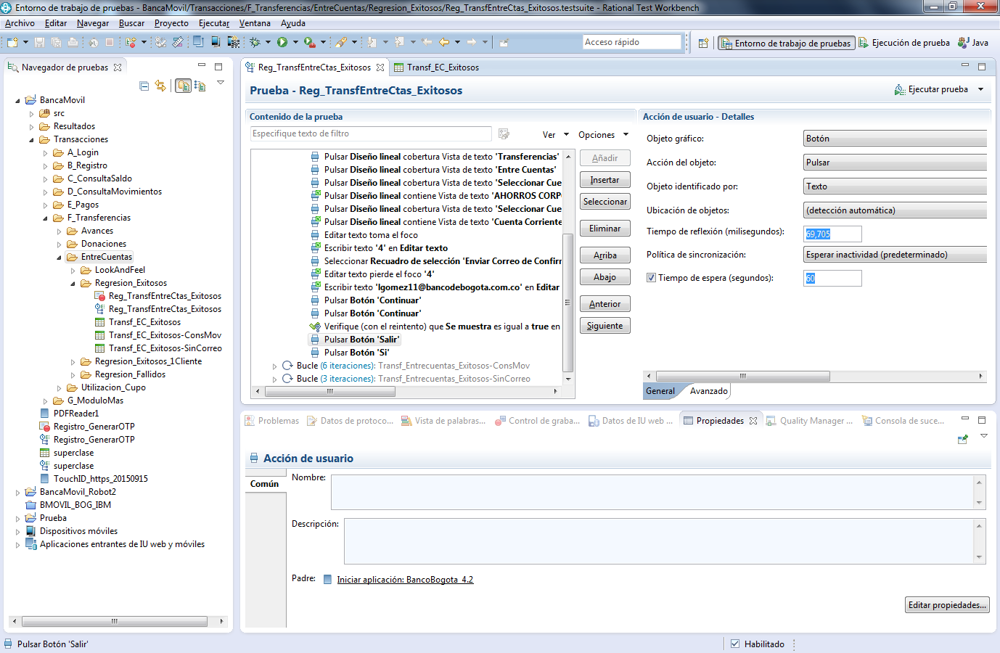 Entorno de trabajo de pruebas - BancaMovil/Transacciones/F_Transferencias/EntreCuentas/Regresion_Exitosos/Reg_TransfEntreCtas_Exitosos.testsuite - Rational Test Workbench
Archivo Editar Navegar Buscar Proyecto Ejecutar Ventana Ayuda
Acceso rápido
Entorno de trabajo de pruebas
Ejecución de prueba
Java
Navegador de pruebas
BancaMovil
src
Resultados
Transacciones
A_Login
B_Registro
C_ConsultaSaldo
D_ConsultaMovimientos
E_Pagos
F_Transferencias
Avances
Donaciones
EntreCuentas
LookAndFeel
Regresion_Exitosos
Reg_TransfEntreCtas_Exitosos
Reg_TransfEntreCtas_Exitosos
Transf_EC_Exitosos
Transf_EC_Exitosos-ConsMov
Transf_EC_Exitosos-SinCorreo
Regresion_Exitosos_1Cliente
Regresion_Fallidos
Utilizacion_Cupo
G_ModuloMas
PDFReader1
Registro_GenerarOTP
Registro_GenerarOTP
superclase
superclase
TouchID_https_20150915
BancaMovil_Robot2
BMOVIL_BOG_IBM
Prueba
Dispositivos móviles
Aplicaciones entrantes de IU web y móviles
Reg_TransfEntreCtas_Exitosos
Transf_EC_Exitosos
Prueba - Reg_TransfEntreCtas_Exitosos
Ejecutar prueba
Contenido de la prueba
Especifique texto de filtro
Ver
Opciones
Pulsar Diseño lineal cobertura Vista de texto 'Transferencias'
Pulsar Diseño lineal cobertura Vista de texto 'Entre Cuentas'
Pulsar Diseño lineal cobertura Vista de texto 'Seleccionar Cue
Pulsar Diseño lineal contiene Vista de texto 'AHORROS CORP
Pulsar Diseño lineal cobertura Vista de texto 'Seleccionar Cue
Pulsar Diseño lineal contiene Vista de texto 'Cuenta Corriente
Editar texto toma el foco
Escribir texto '4' en Editar texto
Seleccionar Recuadro de selección 'Enviar Correo de Confirr
Editar texto pierde el foco '4'
Escribir texto 'lgomez11@bancodebogota.com.co' en Editar
Pulsar Botón 'Continuar'
Pulsar Botón 'Continuar'
Verifique (con el reintento) que Se muestra es igual a true en
Pulsar Botón 'Salir'
Pulsar Botón 'Si'
Bucle (6 iteraciones): Transf_Entrecuentas_Exitosos-ConsMov
Bucle (3 iteraciones): Transf_Entrecuentas_Exitosos-SinCorreo
Añadir
Insertar
Seleccionar
Eliminar
Arriba
Abajo
Anterior
Siguiente
Acción de usuario - Detalles
Objeto gráfico: Botón
Acción del objeto: Pulsar
Objeto identificado por: Texto
Ubicación de objetos: (detección automática)
Tiempo de reflexión (milisegundos): 69,705
Política de sincronización: Esperar inactividad (predeterminado)
Tiempo de espera (segundos): 60
General Avanzado
Problemas
Datos de protoco...
Vista de palabras...
Control de graba...
Datos de IU web ...
Propiedades
Quality Manager ...
Consola de suce...
Acción de usuario
Común
Nombre:
Descripción:
Padre: Iniciar aplicación: BancoBogota_4.2
Editar propiedades...
Pulsar Botón 'Salir'
Habilitado